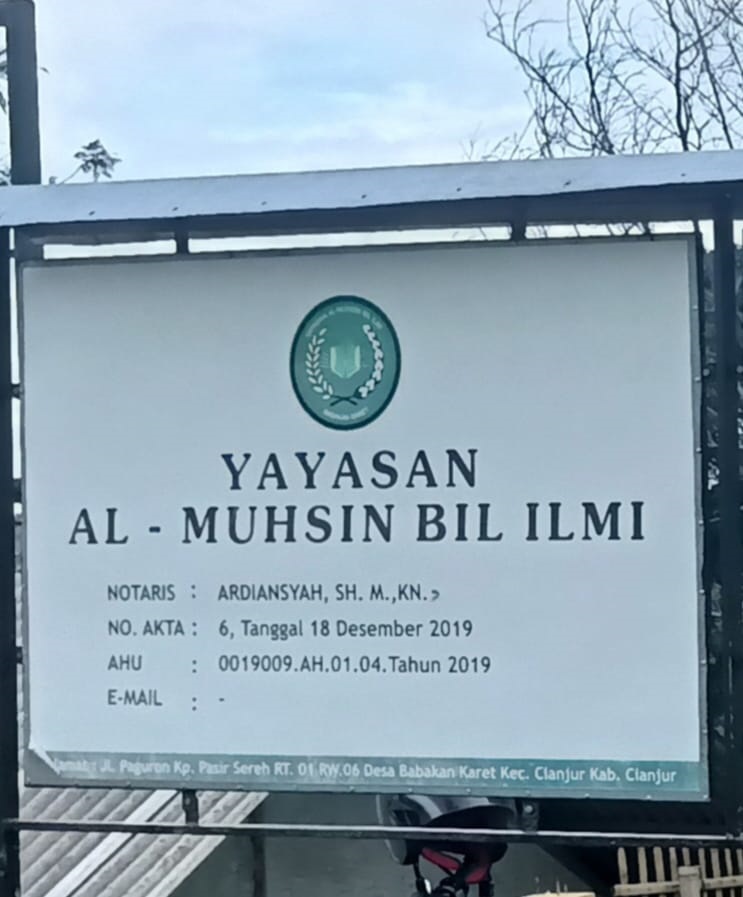 YAYASAN
AL - MUHSIN BIL ILMI
NOTARIS : ARDIANSYAH, SH. M.,KN.
NO. AKTA : 6, Tanggal 18 Desember 2019
AHU : 0019009.AH.01.04.Tahun 2019
E-MAIL : -
JL. Paguron Kp. Pasir Sereh RT. 01 RW.06 Desa Babakan Karet Kec. Cianjur Kab. Cianjur